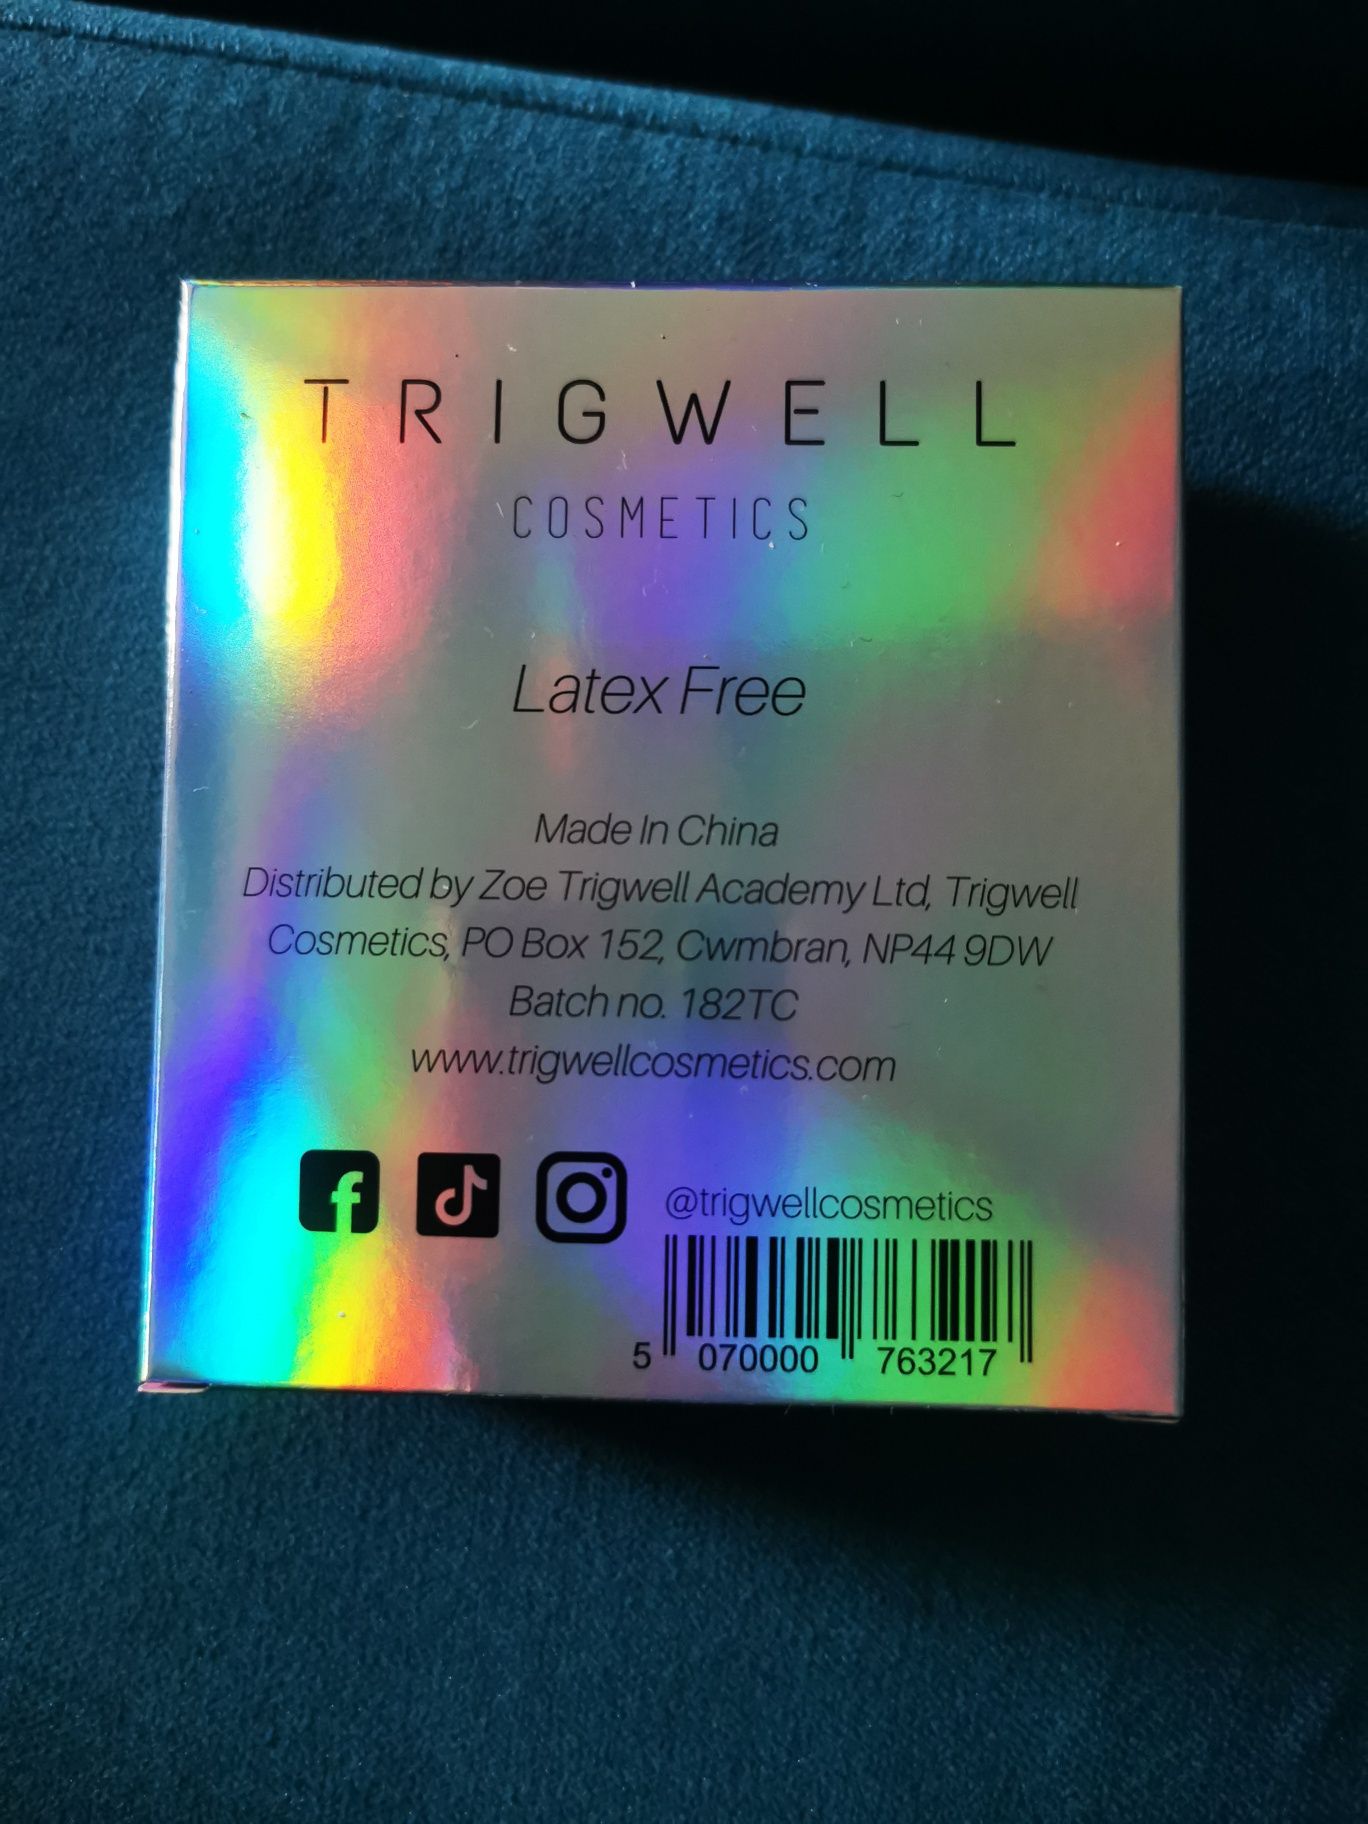 TRIGWELL
COSMETICS
Latex Free
Made In China
Distributed by Zoe Trigwell Academy Ltd, Trigwell
Cosmetics, PO Box 152, Cwmbran, NP44 9DW
Batch no. 182TC
www.trigwellcosmetics.com
@trigwellcosmetics
5 070000 763217